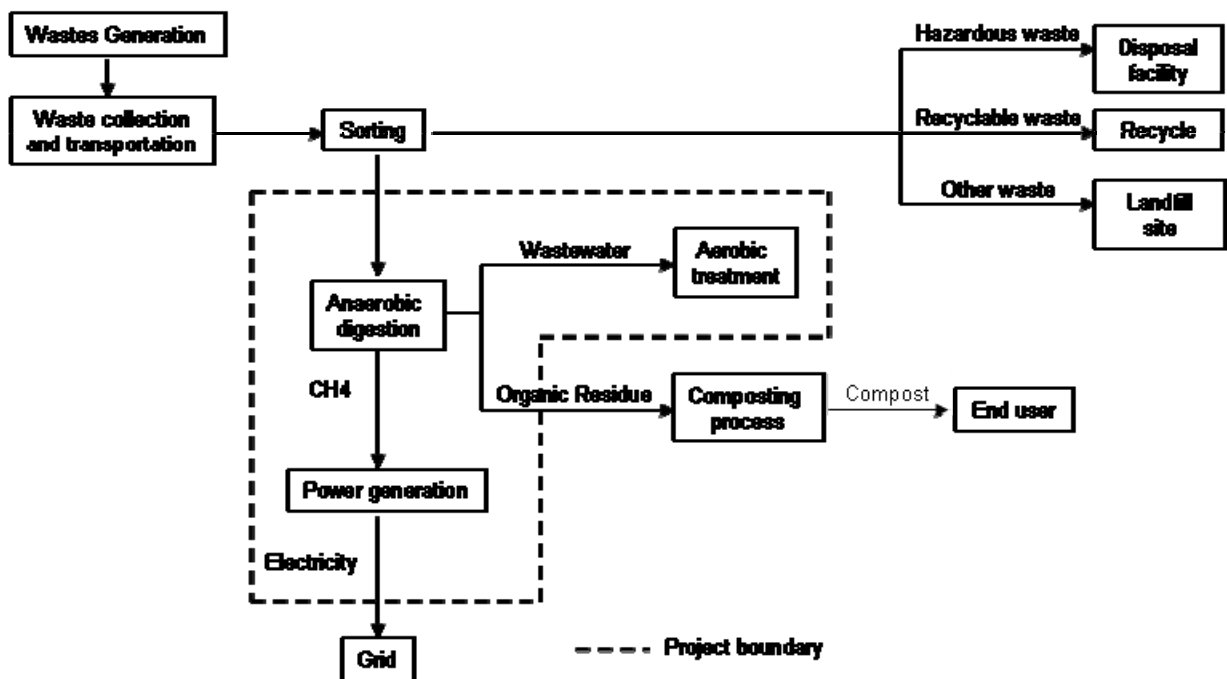 Wastes Generation
Hazardous waste
Disposal
facility
Waste collection
and transportation
Sorting
Recyclable waste
Recycle
Other waste
Landfill
site
Wastewater
Aerobic
treatment
Anaerobic
digestion
CH4
Organic Residue
Composting
process
Compost
End user
Power generation
Electricity
Grid
Project boundary